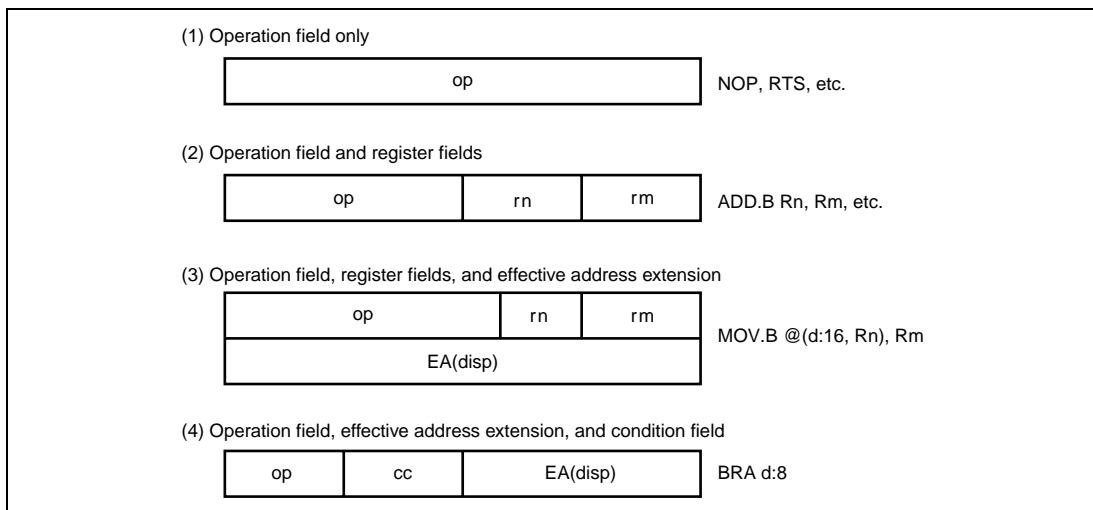 (1) Operation field only
op
NOP, RTS, etc.
(2) Operation field and register fields
op rn rm
ADD.B Rn, Rm, etc.
(3) Operation field, register fields, and effective address extension
op rn rm
EA(disp)
MOV.B @(d:16, Rn), Rm
(4) Operation field, effective address extension, and condition field
op cc EA(disp)
BRA d:8